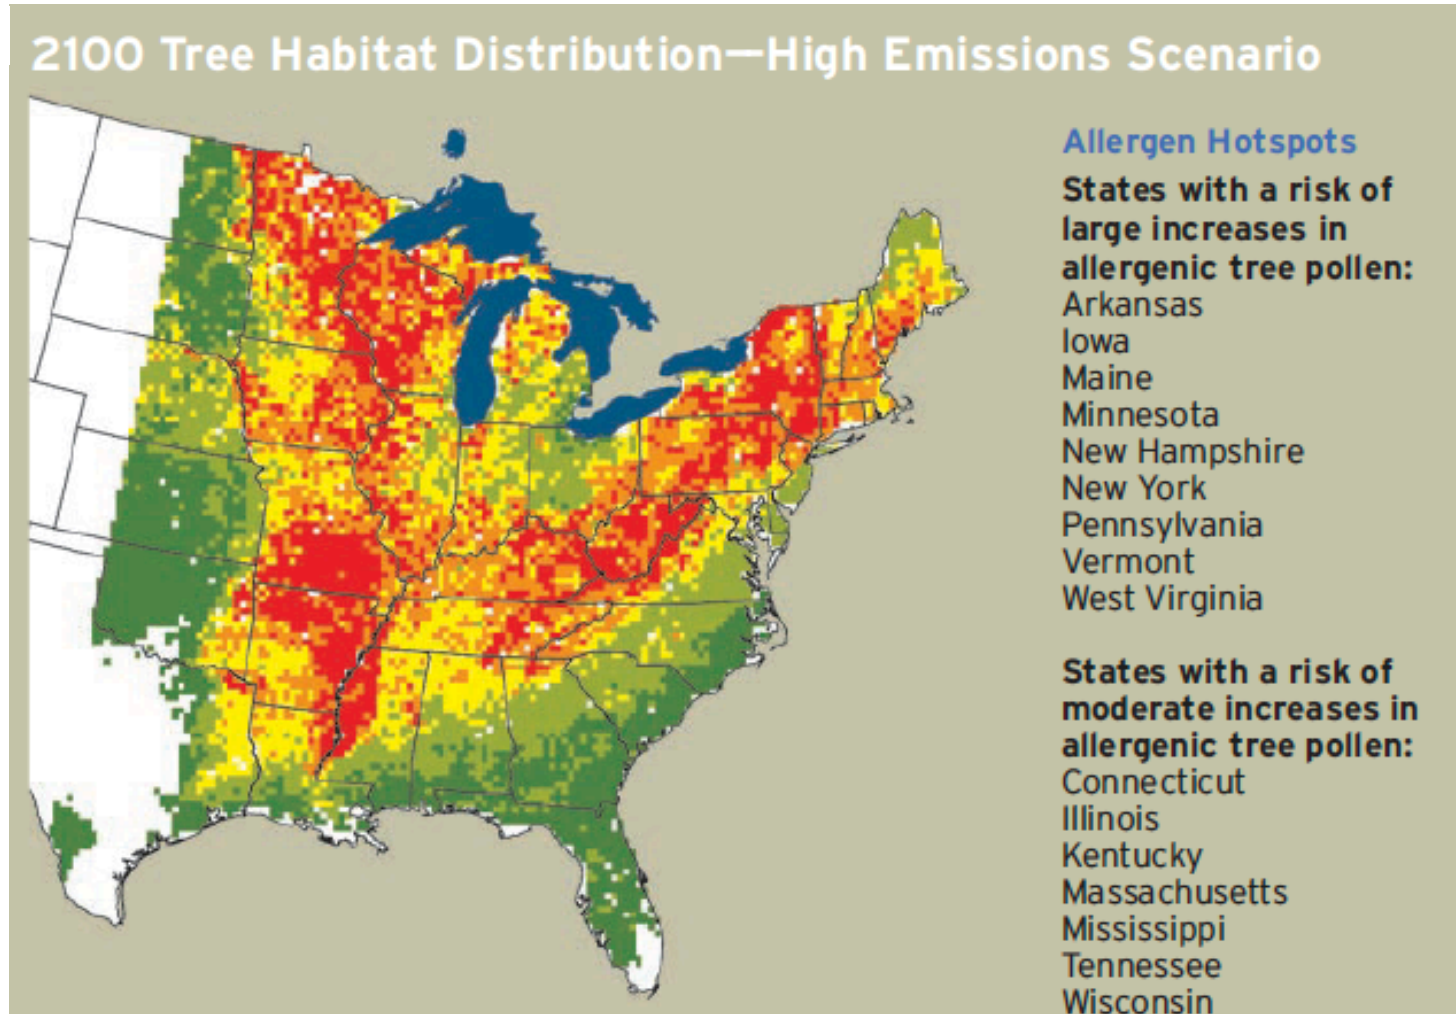 2100 Tree Habitat Distribution—High Emissions Scenario
Allergen Hotspots
States with a risk of
large increases in
allergenic tree pollen:
Arkansas
Iowa
Maine
Minnesota
New Hampshire
New York
Pennsylvania
Vermont
West Virginia
States with a risk of
moderate increases in
allergenic tree pollen:
Connecticut
Illinois
Kentucky
Massachusetts
Mississippi
Tennessee
Wisconsin